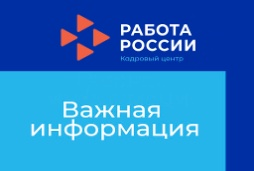 РАБОТА
РОССИИ
Кадровый центр
Важная
информация